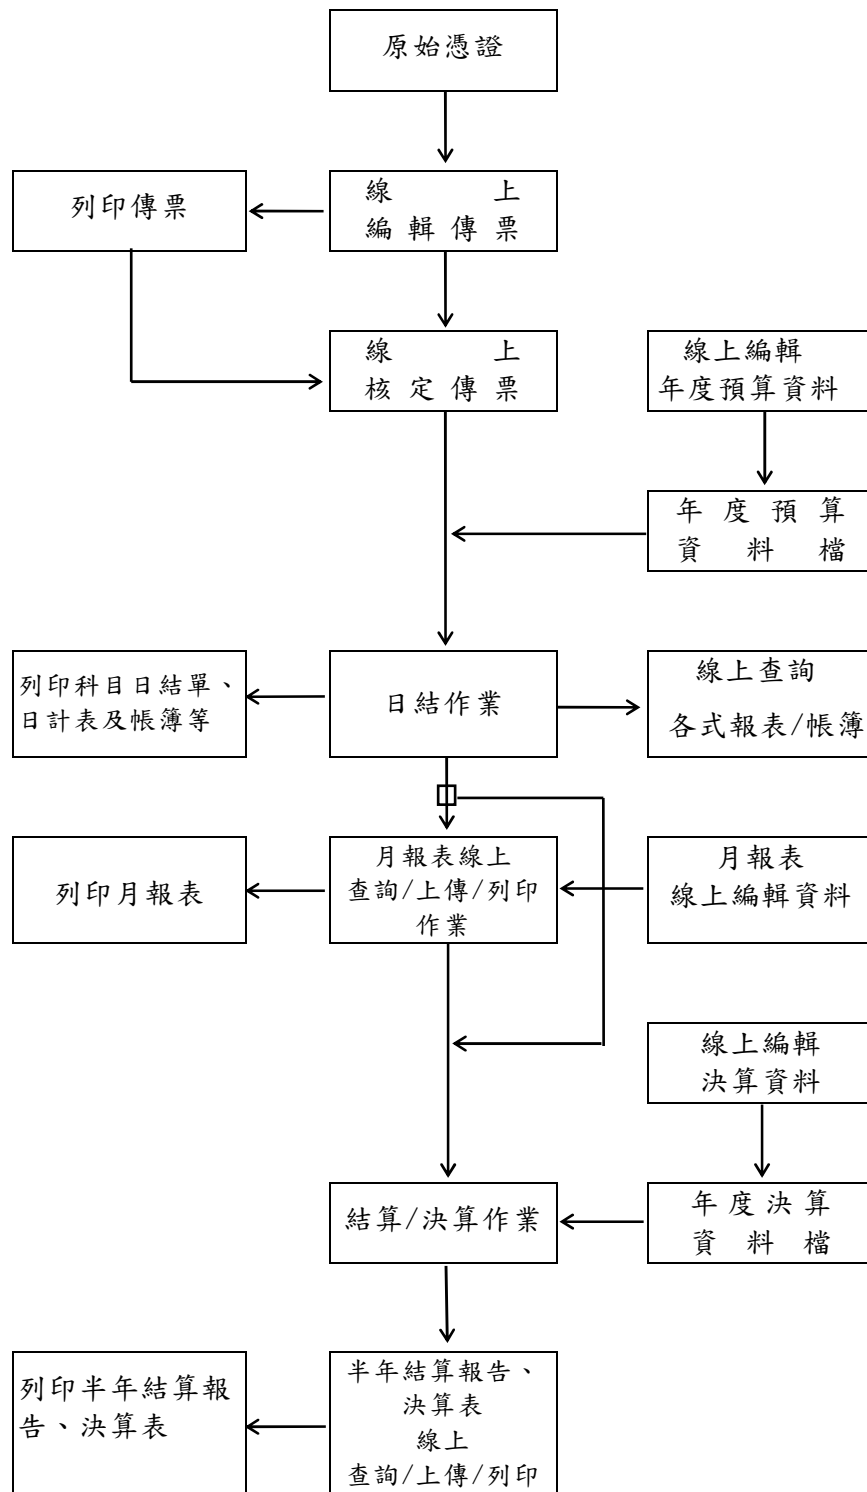 原始憑證
列印傳票
線上
編輯傳票
線上
核定傳票
線上編輯
年度預算資料
年度預算
資料檔
列印科目日結單、
日計表及帳簿等
日結作業
線上查詢
各式報表/帳簿
列印月報表
月報表線上
查詢/上傳/列印
作業
月報表
線上編輯資料
線上編輯
決算資料
結算/決算作業
年度決算
資料檔
列印半年結算報
告、決算表
半年結算報告、
決算表
線上
查詢/上傳/列印